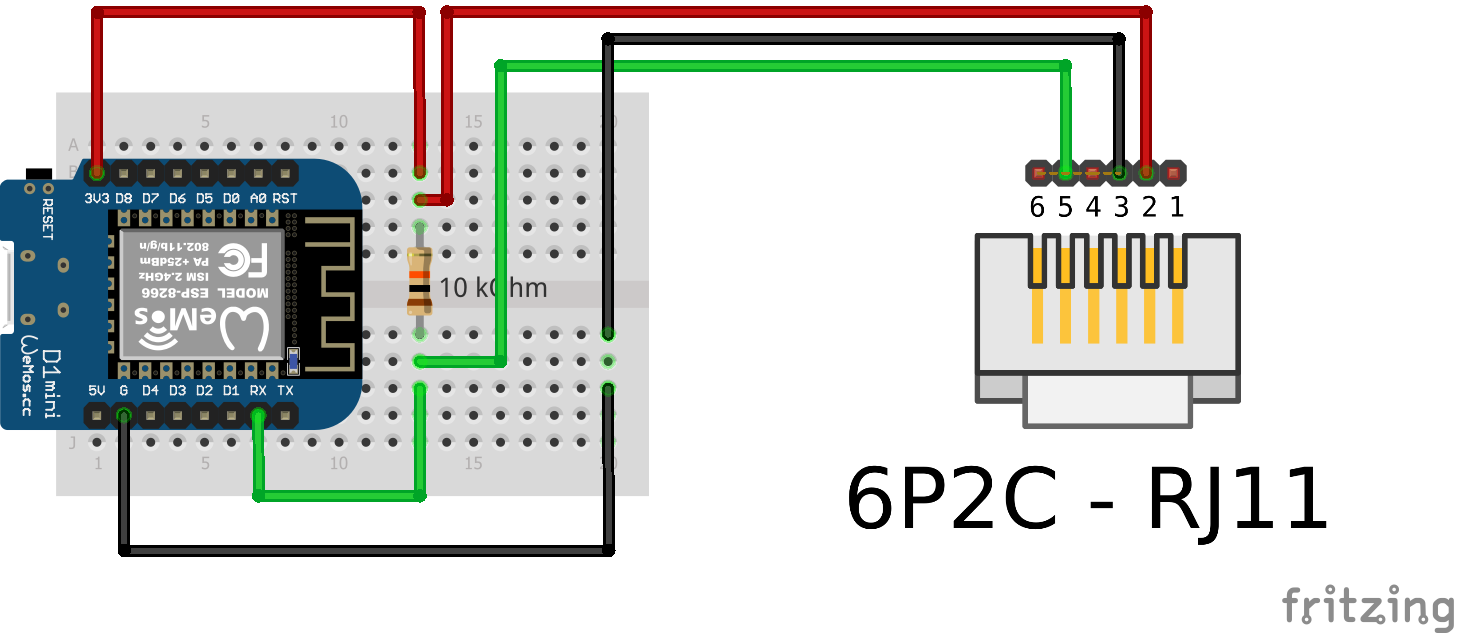 5 10 15 20
A
B
3V3 D8 D7 D6 D5 D0 A0 RST
RESET
802.11b/g/n
PA +25dBm
ISM 2.4GHz
MODEL ESP-8266
FC
WeMos
10 kOhm
D1 mini
WeMos.cc
5V G D4 D3 D2 D1 RX TX
J
1 5 10 15 20
6 5 4 3 2 1
6P2C - RJ11
fritzing